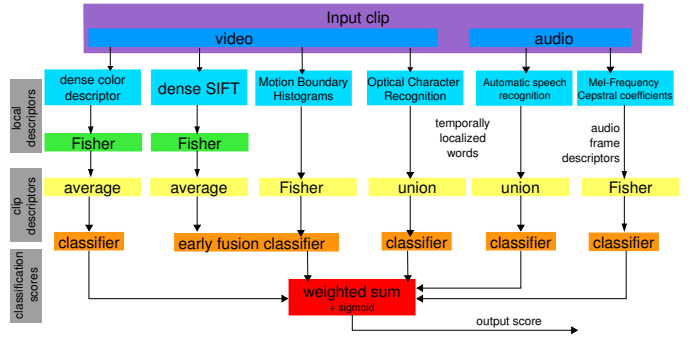 Input clip
video
audio
dense color
descriptor
dense SIFT
Motion Boundary
Histograms
Optical Character
Recognition
Automatic speech
recognition
Mel-Frequency
Cepstral coefficients
local
descriptors
Fisher
Fisher
temporally
localized
words
audio
frame
descriptors
clip
descriptors
average
average
Fisher
union
union
Fisher
classifier
early fusion classifier
classifier
classifier
classifier
classification
scores
weighted sum
+ sigmoid
output score